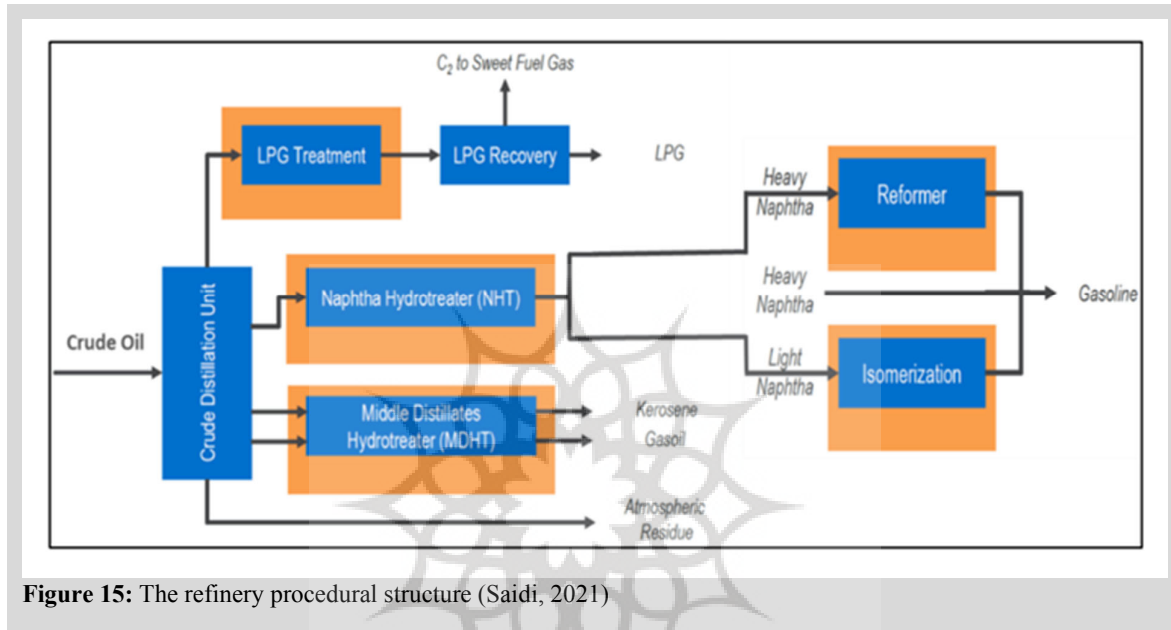 C₂ to Sweet Fuel Gas
LPG Treatment
LPG Recovery
LPG
Heavy
Naphtha
Reformer
Naphtha Hydrotreater (NHT)
Heavy
Naphtha
Gasoline
Crude Oil
Crude Distillation Unit
Light
Naphtha
Isomerization
Middle Distillates
Hydrotreater (MDHT)
Kerosene
Gasoil
Atmospheric
Residue
Figure 15: The refinery procedural structure (Saidi, 2021)